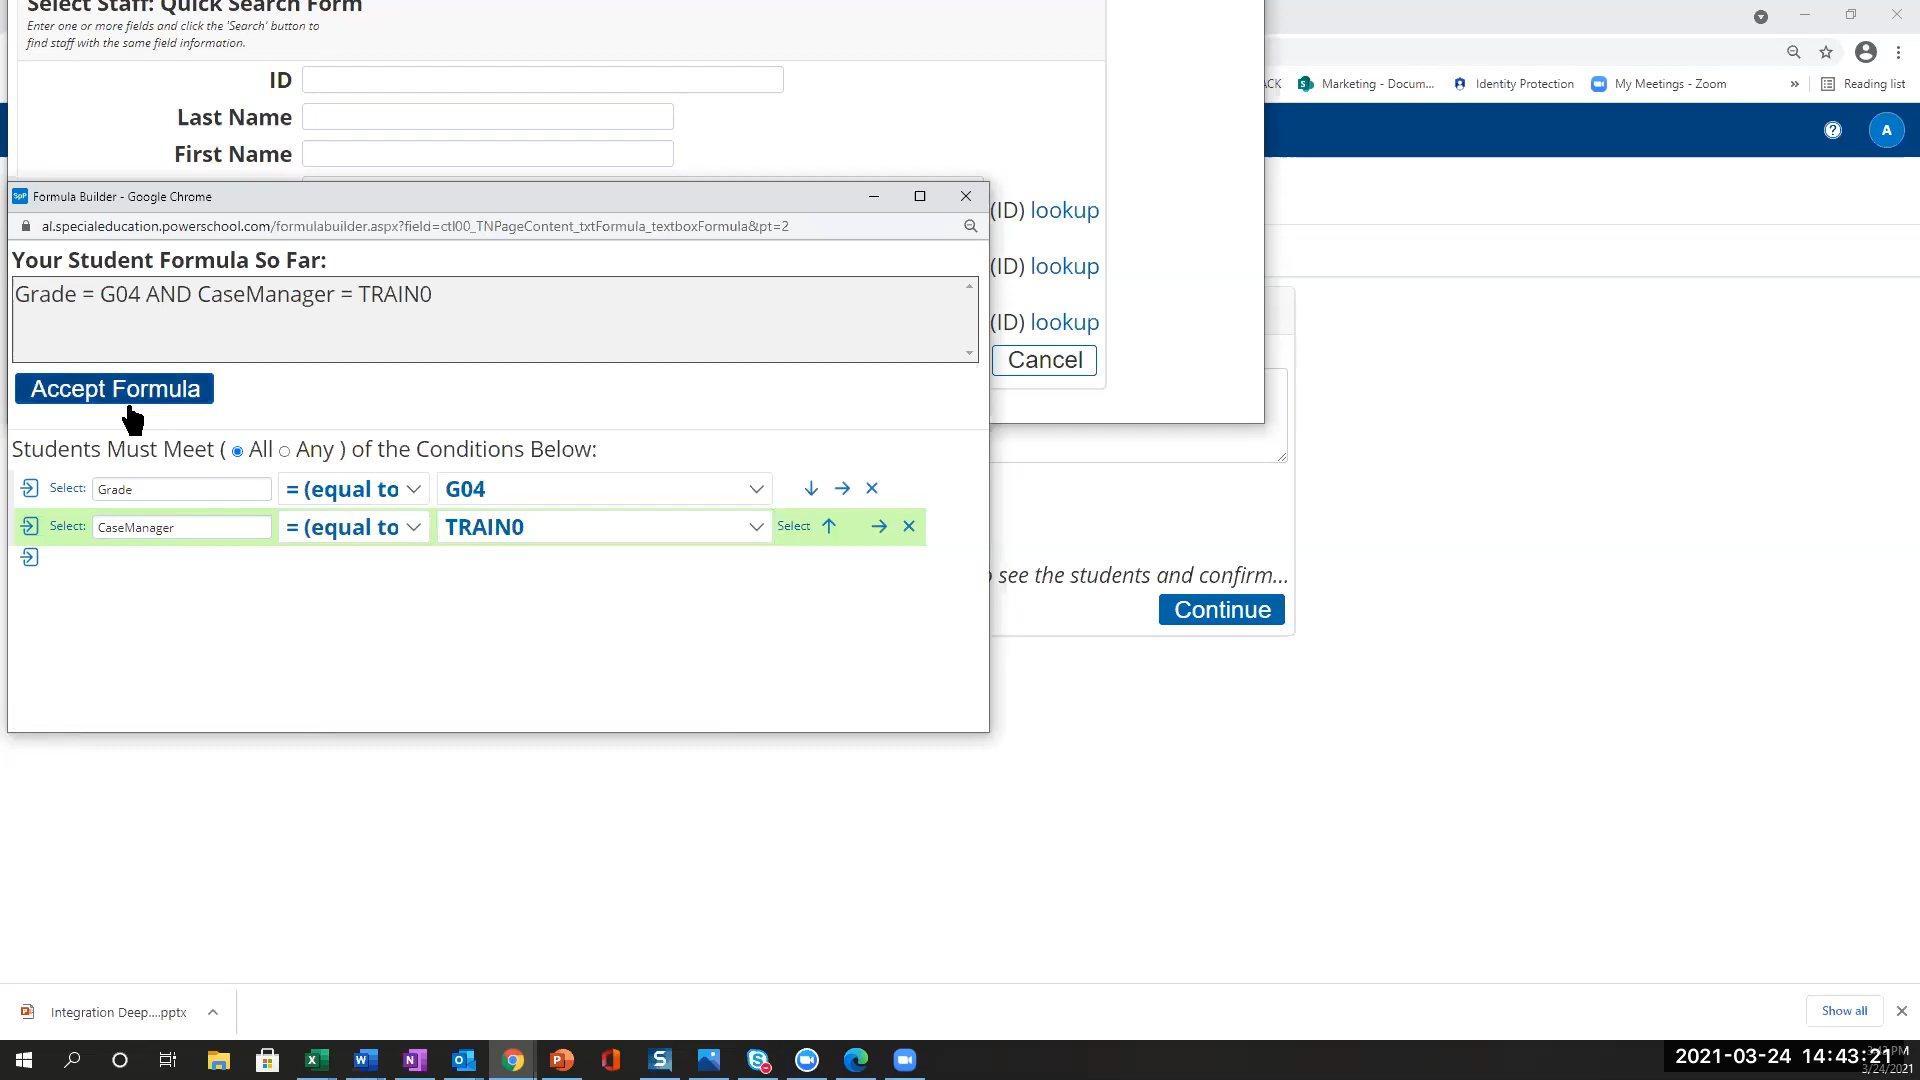 Select Staff: Quick Search Form
Enter one or more fields and click the 'Search' button to
find staff with the same field information.
ID
Last Name
First Name
ACK
Marketing - Docum...
Identity Protection
My Meetings - Zoom
»
Reading list
A
Formula Builder - Google Chrome
al.specialeducation.powerschool.com/formulabuilder.aspx?field=ctl00_TNPageContent_txtFormula_textboxFormula&pt=2
(ID) lookup
(ID) lookup
(ID) lookup
Cancel
Your Student Formula So Far:
Grade = G04 AND CaseManager = TRAIN0
Accept Formula
Students Must Meet ( All Any ) of the Conditions Below:
Select: Grade = (equal to G04
Select: CaseManager = (equal to TRAIN0 Select
see the students and confirm...
Continue
Integration Deep....pptx
Show all
2021-03-24 14:43:21
3/24/2021